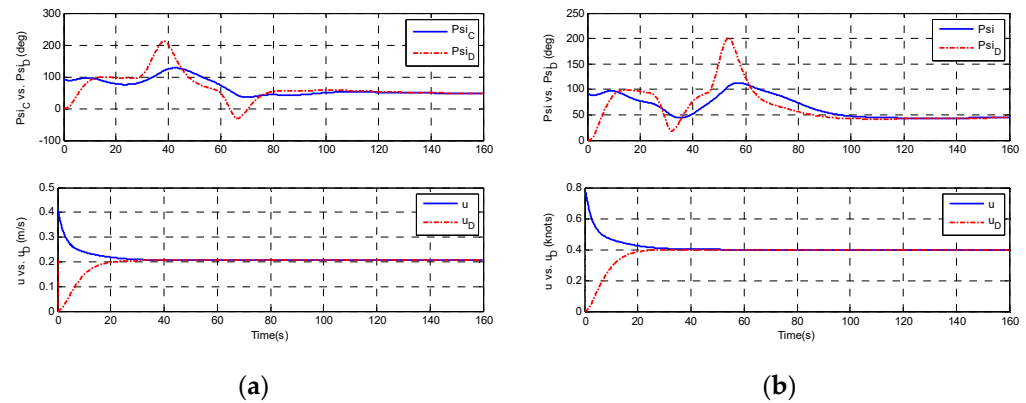 300
200
100
0
-100
Psi_C vs. Psi_D (deg)
Psi_C
Psi_D
0 20 40 60 80 100 120 140 160
250
200
150
100
50
0
Psi vs. Psi_D (deg)
Psi
Psi_D
0 20 40 60 80 100 120 140 160
0.5
0.4
0.3
0.2
0.1
0
u vs. u_D (m/s)
u
u_D
0 20 40 60 80 100 120 140 160
Time(s)
0.8
0.6
0.4
0.2
0
u vs. u_D (knots)
u
u_D
0 20 40 60 80 100 120 140 160
Time(s)
(a)
(b)